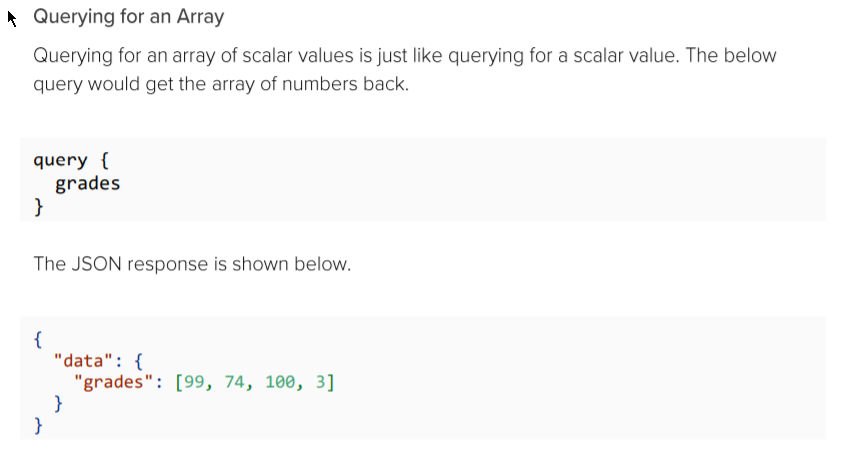 Querying for an Array
Querying for an array of scalar values is just like querying for a scalar value. The below
query would get the array of numbers back.
query {
  grades
}
The JSON response is shown below.
{
  "data": {
    "grades": [99, 74, 100, 3]
  }
}